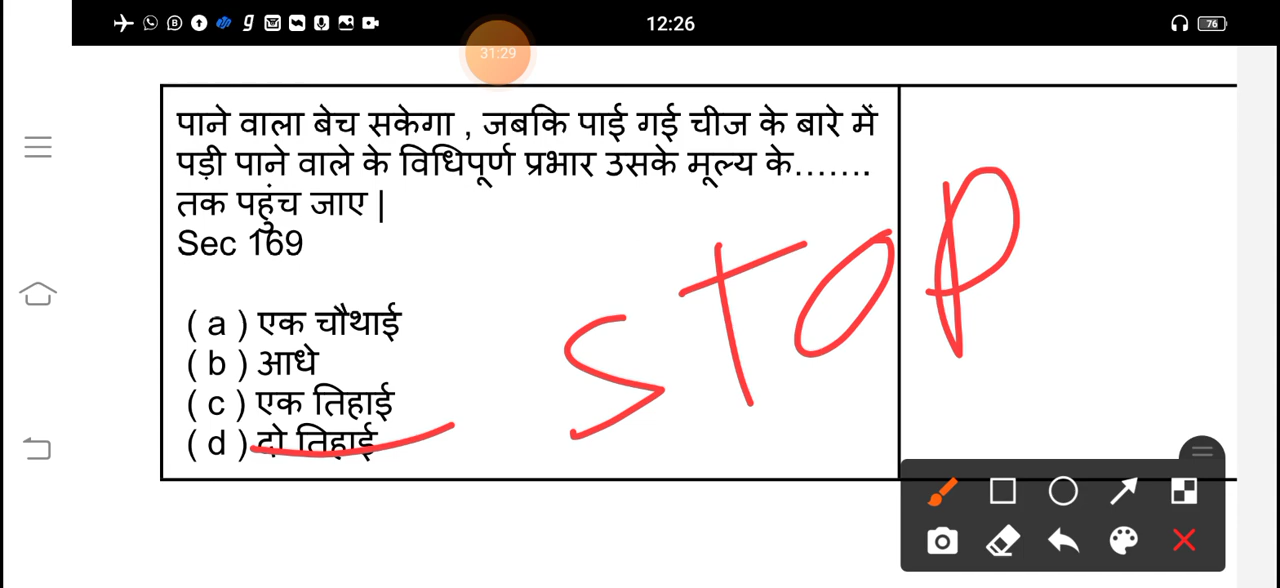 12:26
76
31:29
पाने वाला बेच सकेगा , जबकि पाई गई चीज के बारे में
पड़ी पाने वाले के विधिपूर्ण प्रभार उसके मूल्य के.......
तक पहुंच जाए |
Sec 169
( a ) एक चौथाई
( b ) आधे
( c ) एक तिहाई
( d ) दो तिहाई
STOP